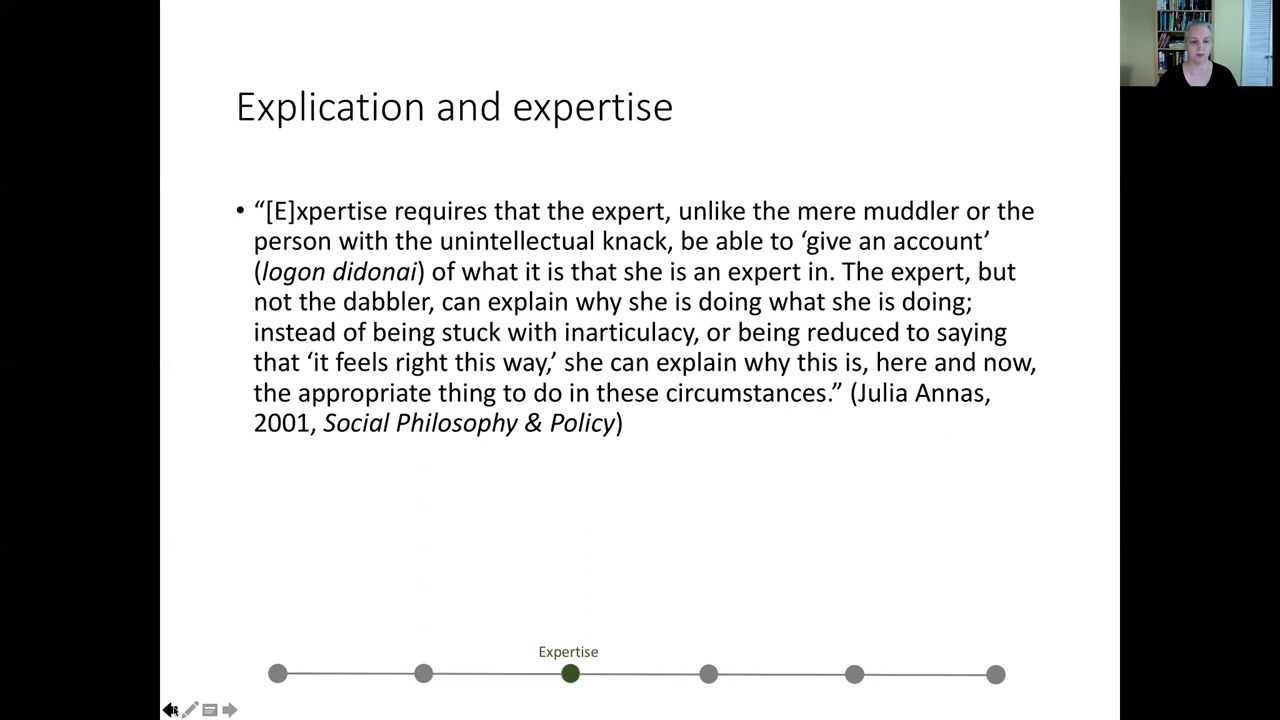 Explication and expertise
• “[E]xpertise requires that the expert, unlike the mere muddler or the
person with the unintellectual knack, be able to ‘give an account’
(logon didonai) of what it is that she is an expert in. The expert, but
not the dabbler, can explain why she is doing what she is doing;
instead of being stuck with inarticulacy, or being reduced to saying
that ‘it feels right this way,’ she can explain why this is, here and now,
the appropriate thing to do in these circumstances.” (Julia Annas,
2001, Social Philosophy & Policy)
Expertise